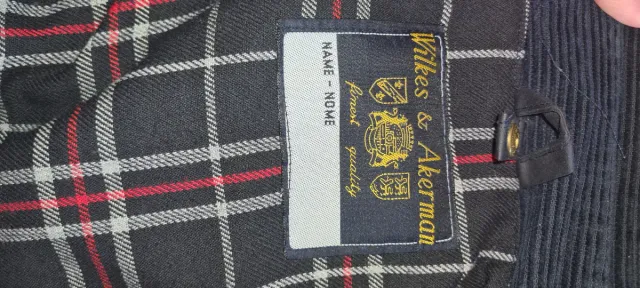 Wilkes & Akerman
finest quality
NAME - NOME